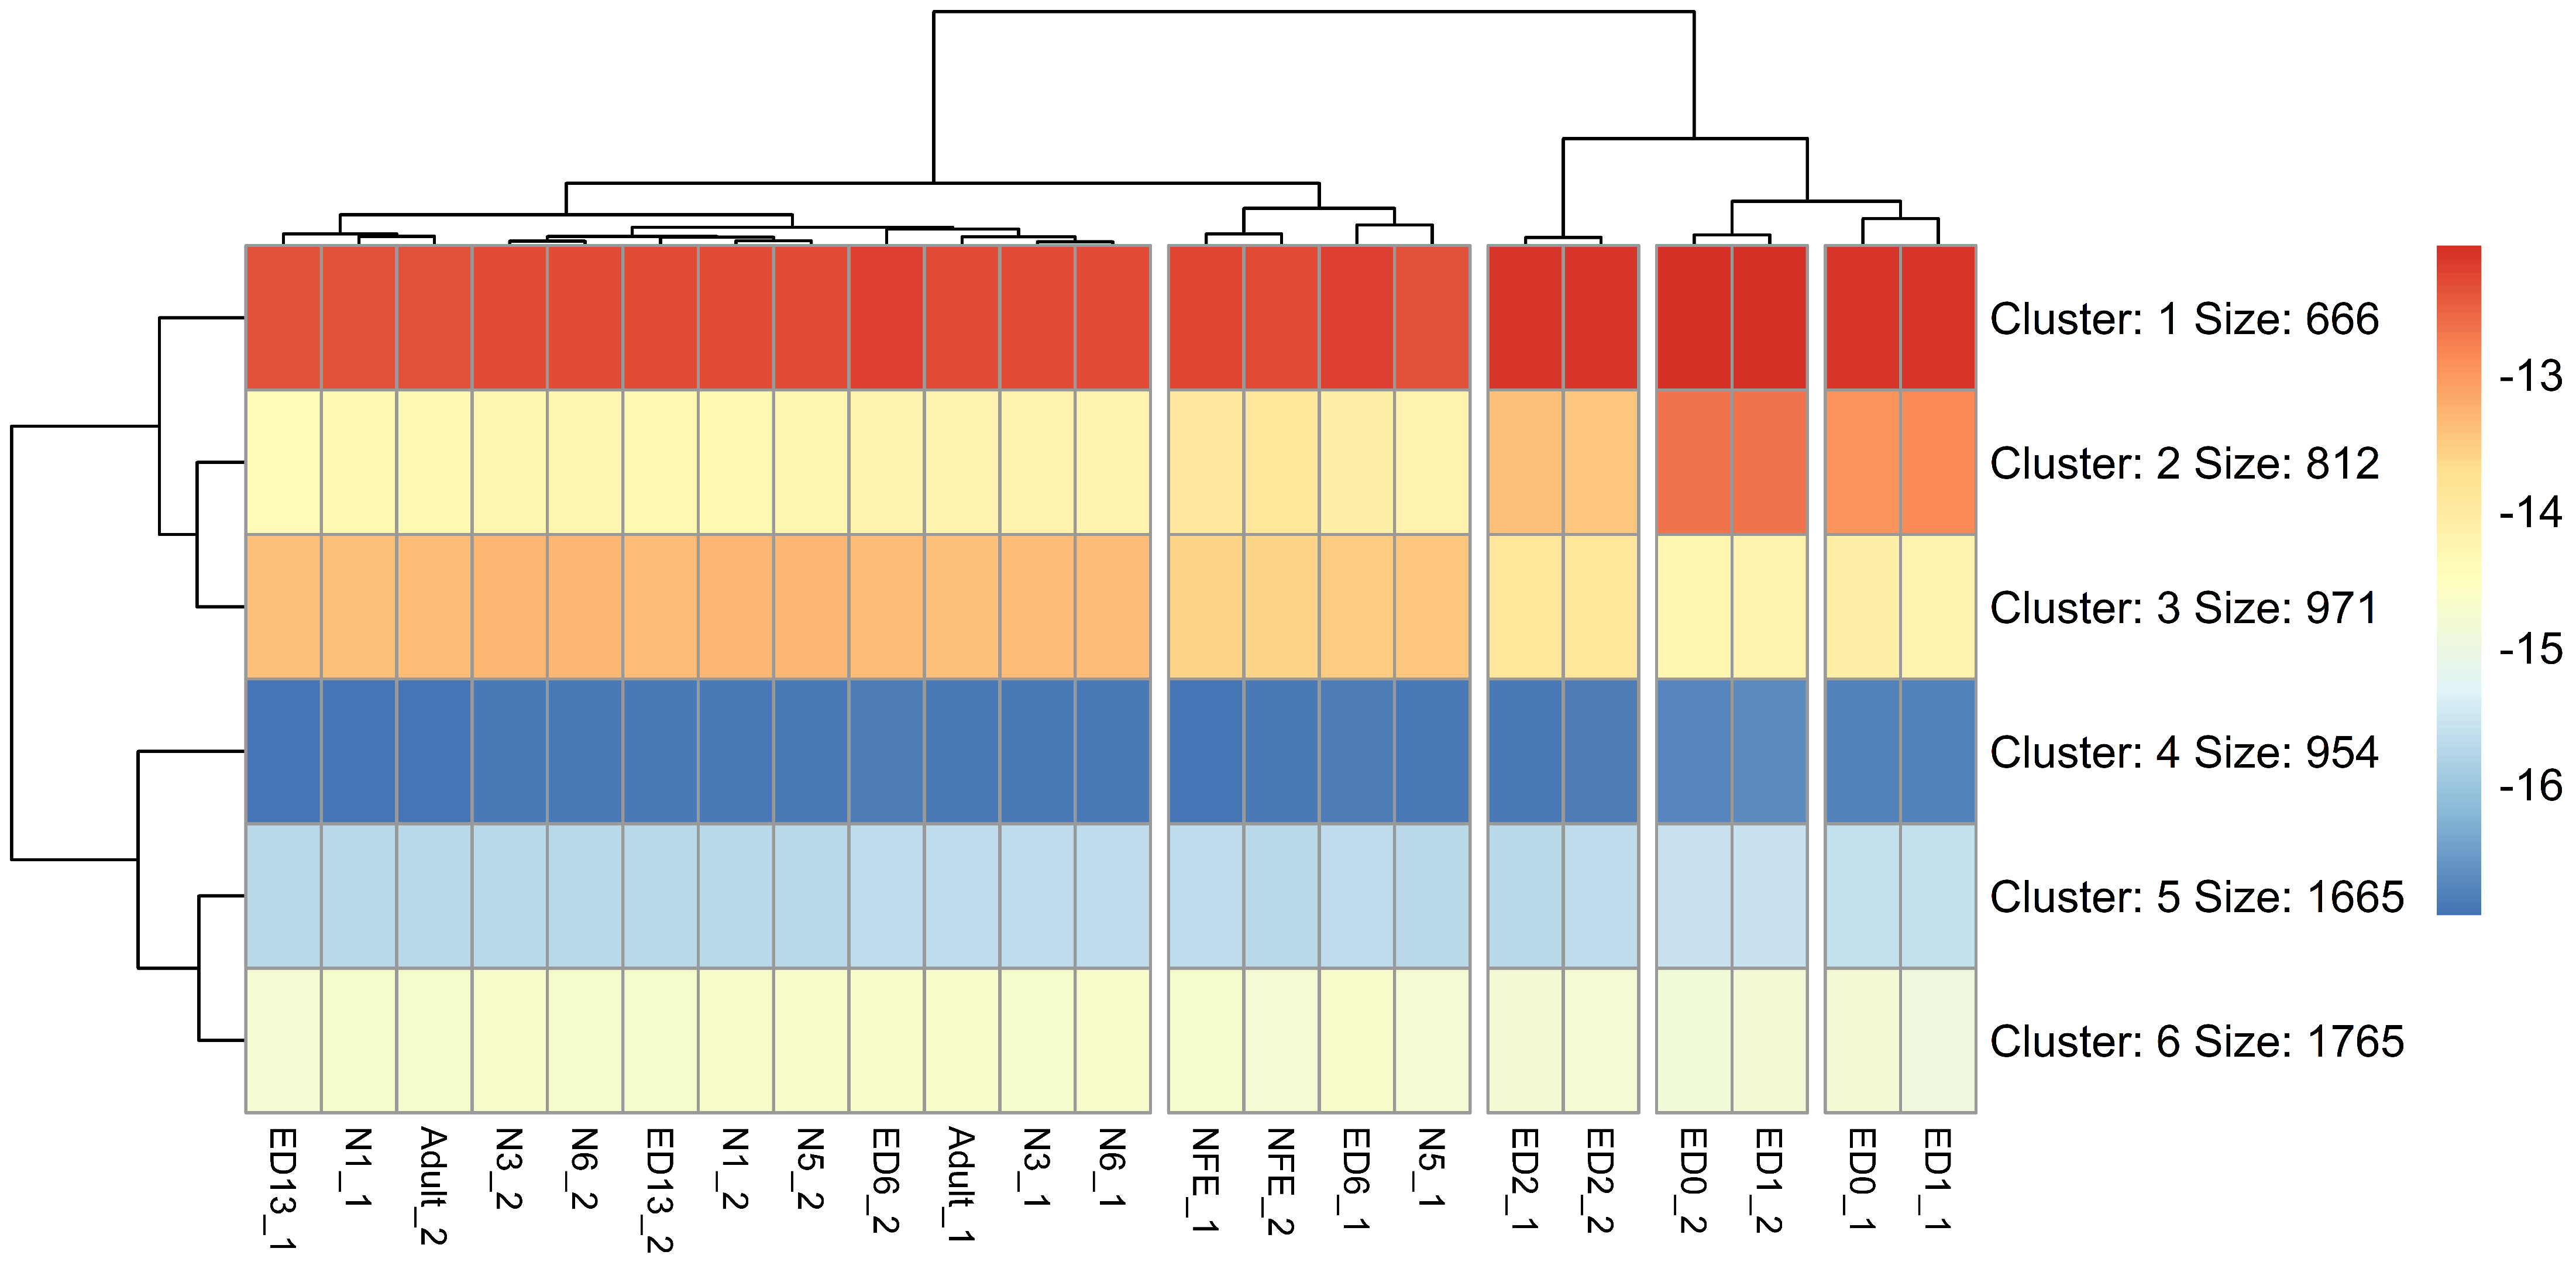 Cluster: 1 Size: 666
Cluster: 2 Size: 812
Cluster: 3 Size: 971
Cluster: 4 Size: 954
Cluster: 5 Size: 1665
Cluster: 6 Size: 1765
-13
-14
-15
-16
ED13_1
N1_1
Adult_2
N3_2
N6_2
ED13_2
N1_2
N5_2
ED6_2
Adult_1
N3_1
N6_1
NFE_1
NFE_2
ED6_1
N5_1
ED2_1
ED2_2
ED0_2
ED1_2
ED0_1
ED1_1